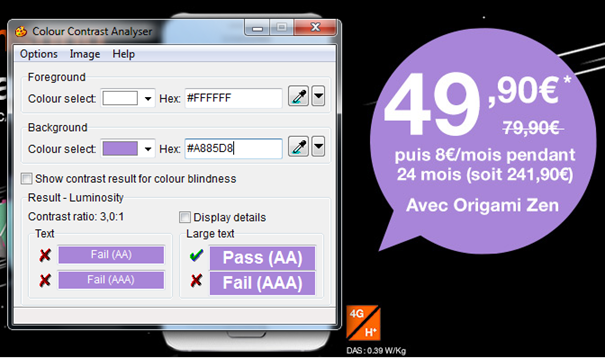 Colour Contrast Analyser
Options Image Help
Foreground
Colour select: Hex: #FFFFFF
Background
Colour select: Hex: #A885D8
Show contrast result for colour blindness
Result - Luminosity
Contrast ratio: 3,0:1
Display details
Text
Fail (AA)
Fail (AAA)
Large text
Pass (AA)
Fail (AAA)
49,90€*
79,90€
puis 8€/mois pendant
24 mois (soit 241,90€)
Avec Origami Zen
4G
H+
DAS : 0.39 W/Kg